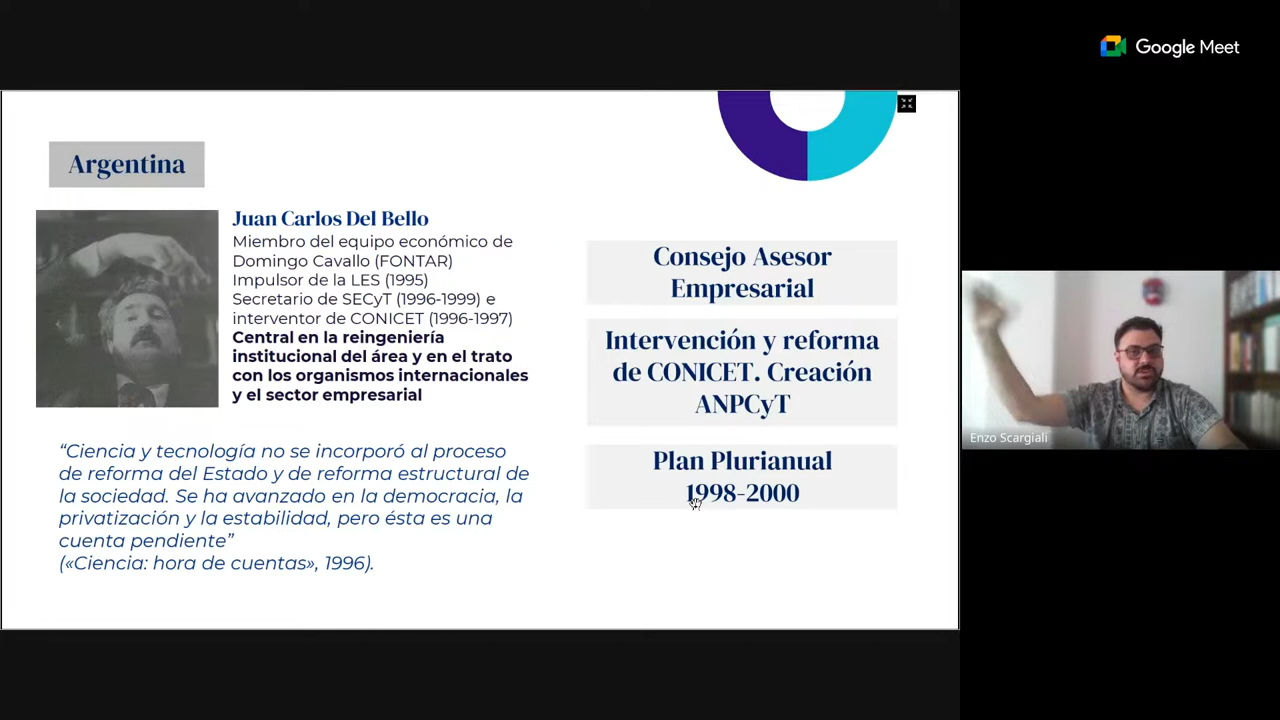 Google Meet
Argentina
Juan Carlos Del Bello
Miembro del equipo económico de
Domingo Cavallo (FONTAR)
Impulsor de la LES (1995)
Secretario de SECyT (1996-1999) e
interventor de CONICET (1996-1997)
Central en la reingeniería
institucional del área y en el trato
con los organismos internacionales
y el sector empresarial
“Ciencia y tecnología no se incorporó al proceso
de reforma del Estado y de reforma estructural de
la sociedad. Se ha avanzado en la democracia, la
privatización y la estabilidad, pero ésta es una
cuenta pendiente”
(«Ciencia: hora de cuentas», 1996).
Consejo Asesor
Empresarial
Intervención y reforma
de CONICET. Creación
ANPCyT
Plan Plurianual
1998-2000
Enzo Scargiali